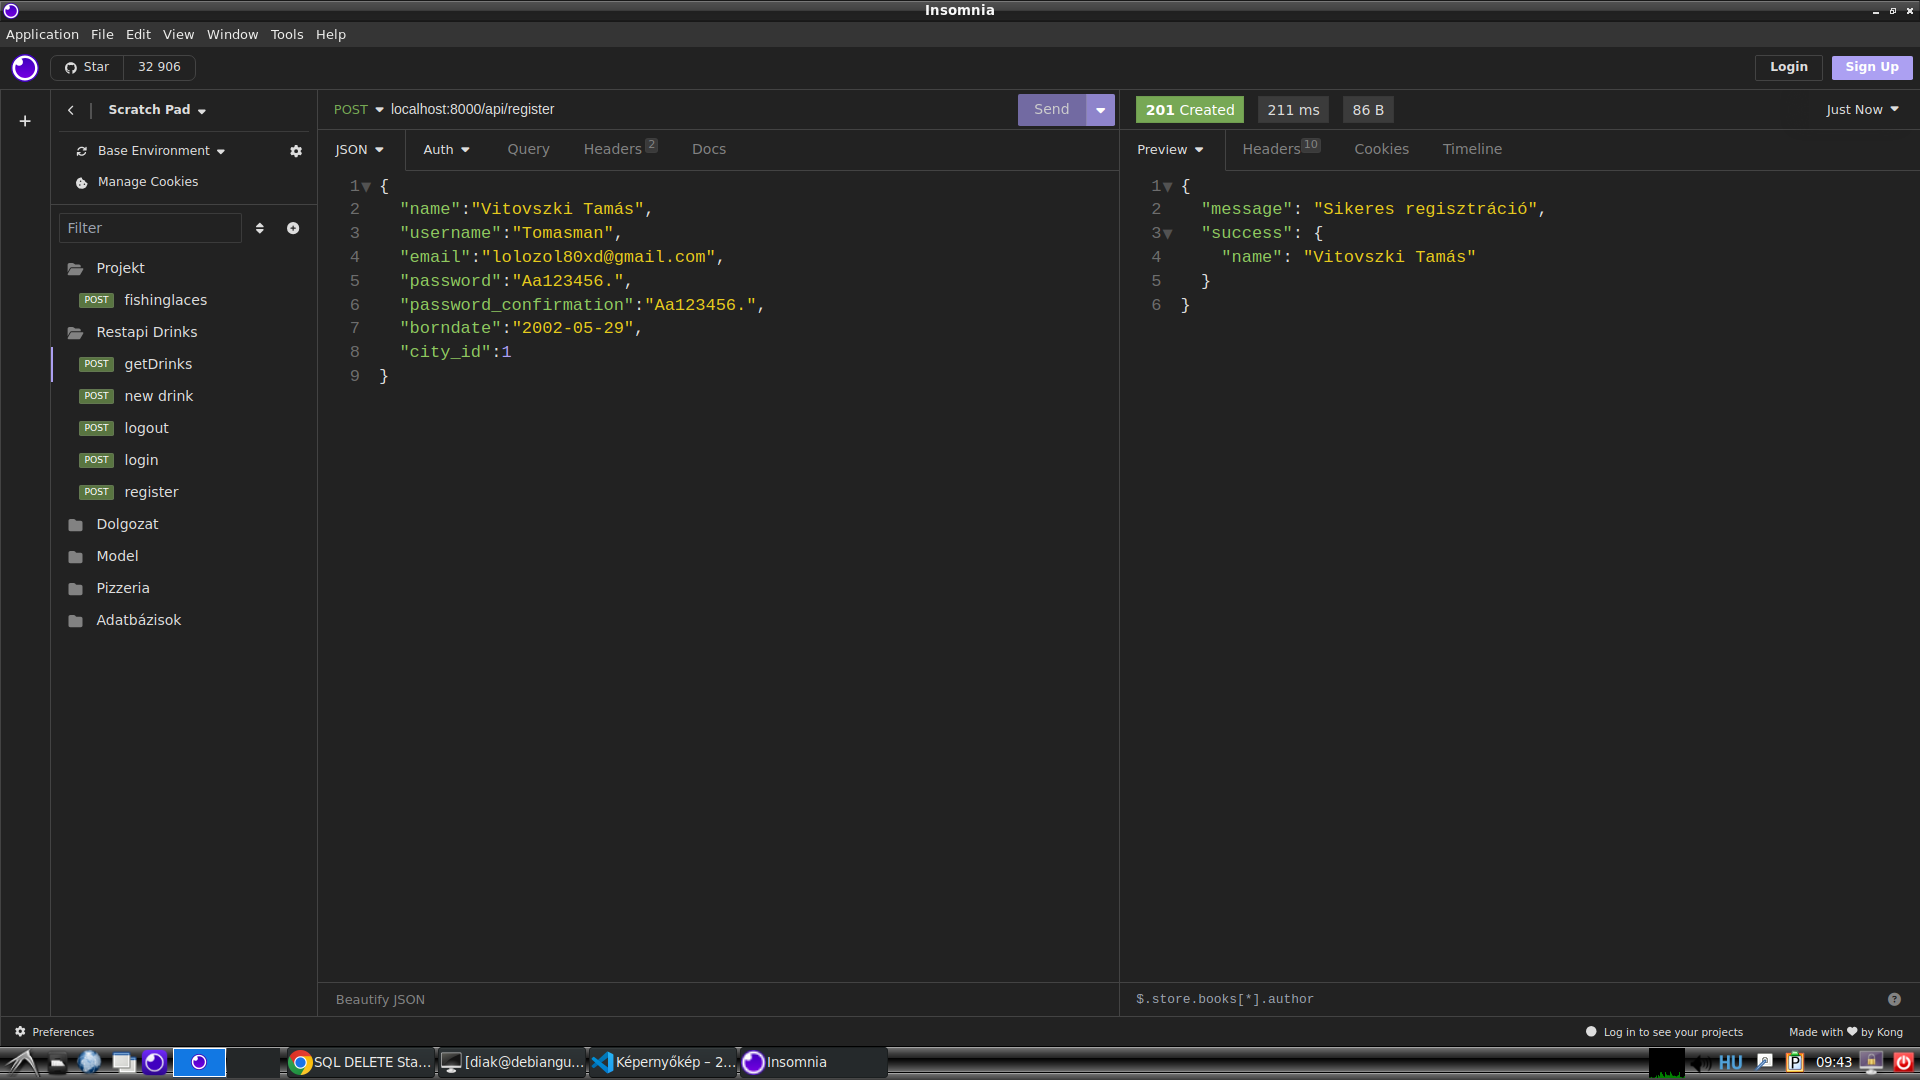 Insomnia
Application File Edit View Window Tools Help
Star 32 906
Login Sign Up
Scratch Pad
POST localhost:8000/api/register
Send
201 Created 211 ms 86 B
Just Now
Base Environment
Manage Cookies
JSON Auth Query Headers 2 Docs
Preview Headers 10 Cookies Timeline
Filter
Projekt
POST fishinglaces
Restapi Drinks
POST getDrinks
POST new drink
POST logout
POST login
POST register
Dolgozat
Model
Pizzeria
Adatbázisok
1 {
2 "name":"Vitovszki Tamás",
3 "username":"Tomasman",
4 "email":"lolozol80xd@gmail.com",
5 "password":"Aa123456.",
6 "password_confirmation":"Aa123456.",
7 "borndate":"2002-05-29",
8 "city_id":1
9 }
1 {
2 "message": "Sikeres regisztráció",
3 "success": {
4 "name": "Vitovszki Tamás"
5 }
6 }
Beautify JSON
$.store.books[*].author
Preferences
Log in to see your projects
Made with ❤ by Kong
SQL DELETE Sta...
[diak@debiangu...
Képernyőkép – 2...
Insomnia
HU
09:43